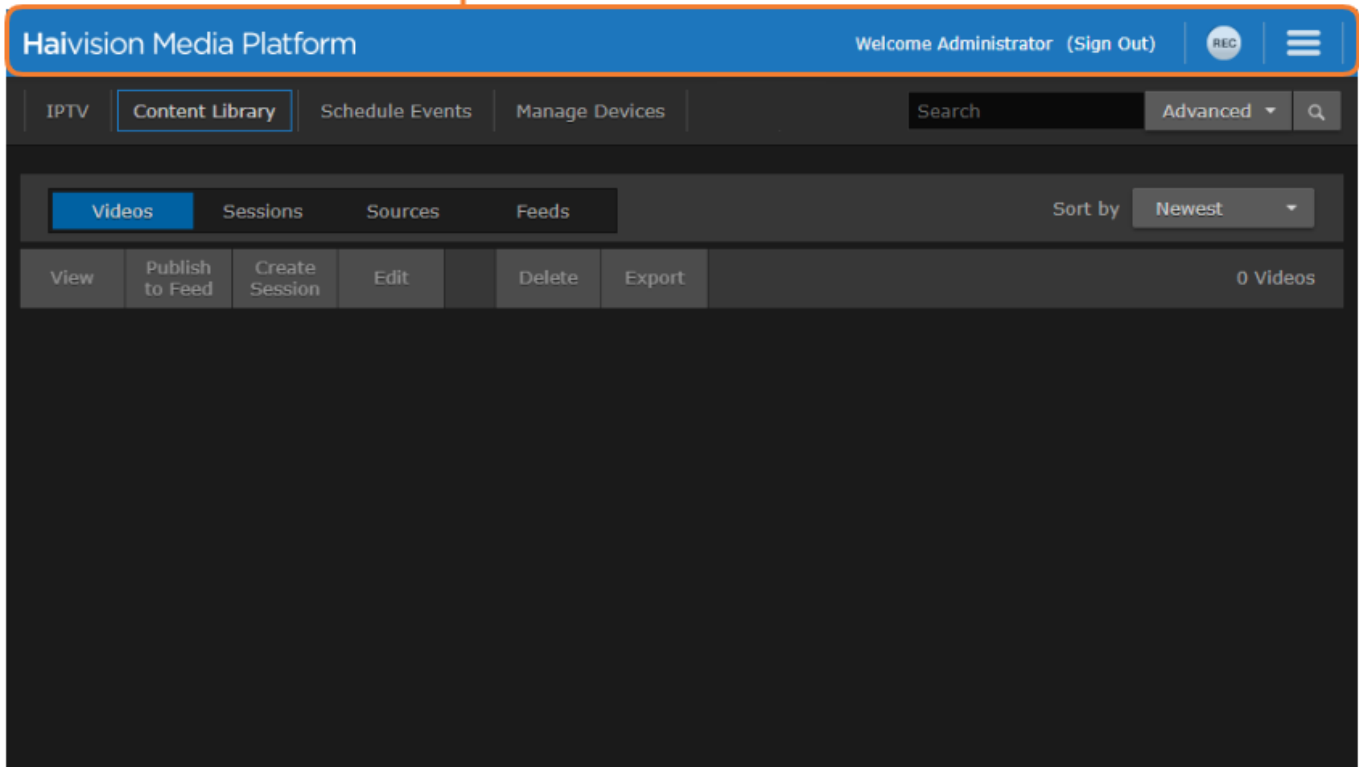 Haivision Media Platform Welcome Administrator (Sign Out) REC
IPTV Content Library Schedule Events Manage Devices Search Advanced
Videos Sessions Sources Feeds Sort by Newest
View Publish to Feed Create Session Edit Delete Export 0 Videos